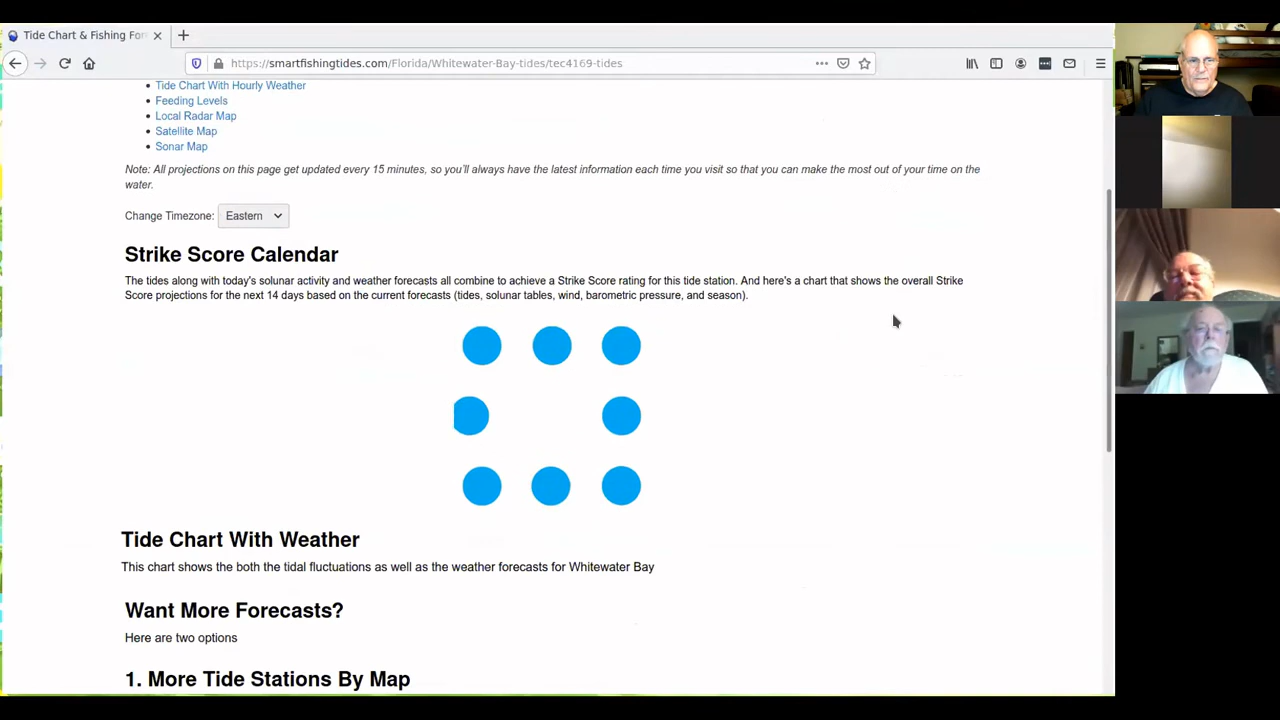 Tide Chart & Fishing For
https://smartfishingtides.com/Florida/Whitewater-Bay-tides/tec4169-tides
Tide Chart With Hourly Weather
Feeding Levels
Local Radar Map
Satellite Map
Sonar Map
Note: All projections on this page get updated every 15 minutes, so you'll always have the latest information each time you visit so that you can make the most out of your time on the
water.
Change Timezone: Eastern
Strike Score Calendar
The tides along with today's solunar activity and weather forecasts all combine to achieve a Strike Score rating for this tide station. And here's a chart that shows the overall Strike
Score projections for the next 14 days based on the current forecasts (tides, solunar tables, wind, barometric pressure, and season).
Tide Chart With Weather
This chart shows the both the tidal fluctuations as well as the weather forecasts for Whitewater Bay
Want More Forecasts?
Here are two options
1. More Tide Stations By Map